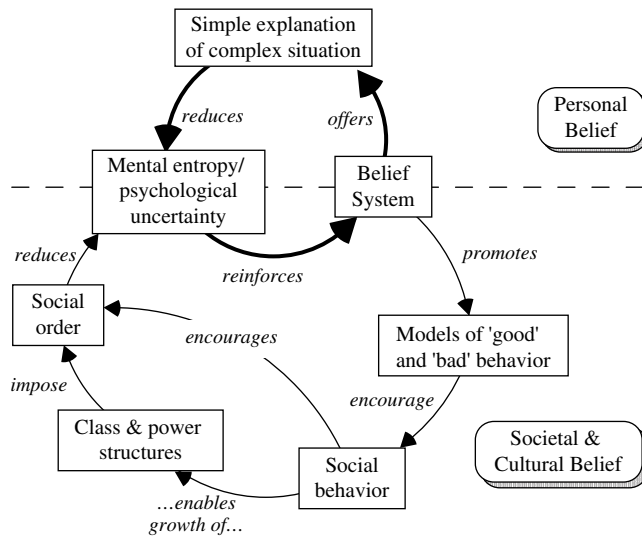 Simple explanation
of complex situation
reduces
offers
Personal
Belief
Mental entropy/
psychological
uncertainty
Belief
System
reduces
reinforces
promotes
Social
order
encourages
Models of 'good'
and 'bad' behavior
impose
encourage
Class & power
structures
Social
behavior
Societal &
Cultural Belief
…enables
growth of…